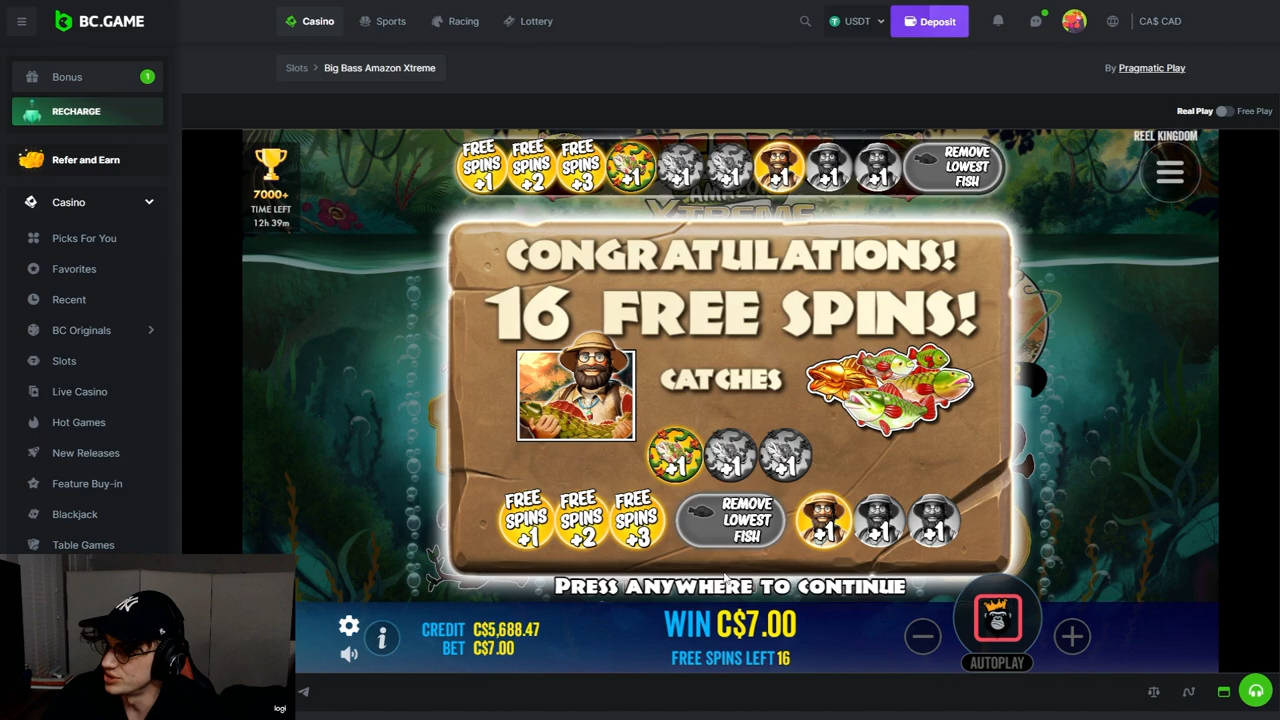 BC.GAME
Casino
Sports
Racing
Lottery
USDT
Deposit
CA$ CAD
Bonus
1
RECHARGE
Refer and Earn
Casino
Picks For You
Favorites
Recent
BC Originals
Slots
Live Casino
Hot Games
New Releases
Feature Buy-in
Blackjack
Table Games
Slots > Big Bass Amazon Xtreme
By Pragmatic Play
Real Play
Free Play
REEL KINGDOM
7000+
TIME LEFT
12h 39m
FREE SPINS +1
FREE SPINS +2
FREE SPINS +3
+1
+1
+1
+1
+1
+1
REMOVE LOWEST FISH
XTREME
CONGRATULATIONS!
16 FREE SPINS!
CATCHES
+1
+1
+1
FREE SPINS +1
FREE SPINS +2
FREE SPINS +3
REMOVE LOWEST FISH
+1
+1
+1
PRESS ANYWHERE TO CONTINUE
CREDIT C$5,688.47
BET C$7.00
WIN C$7.00
FREE SPINS LEFT 16
AUTOPLAY
NY
logi